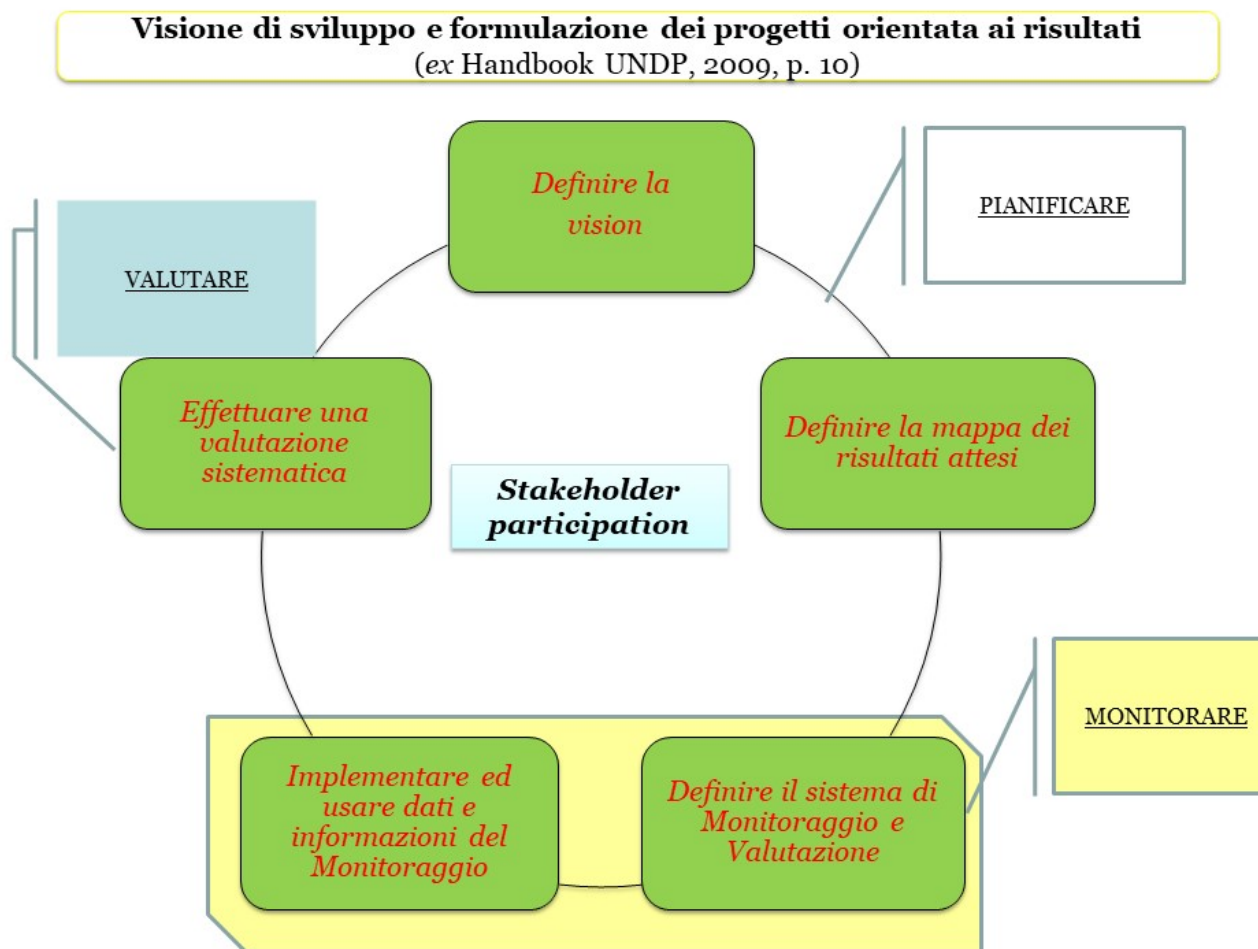 Visione di sviluppo e formulazione dei progetti orientata ai risultati
(ex Handbook UNDP, 2009, p. 10)
Definire la
vision
PIANIFICARE
VALUTARE
Effettuare una
valutazione
sistematica
Definire la mappa dei
risultati attesi
Stakeholder
participation
MONITORARE
Implementare ed
usare dati e
informazioni del
Monitoraggio
Definire il sistema di
Monitoraggio e
Valutazione